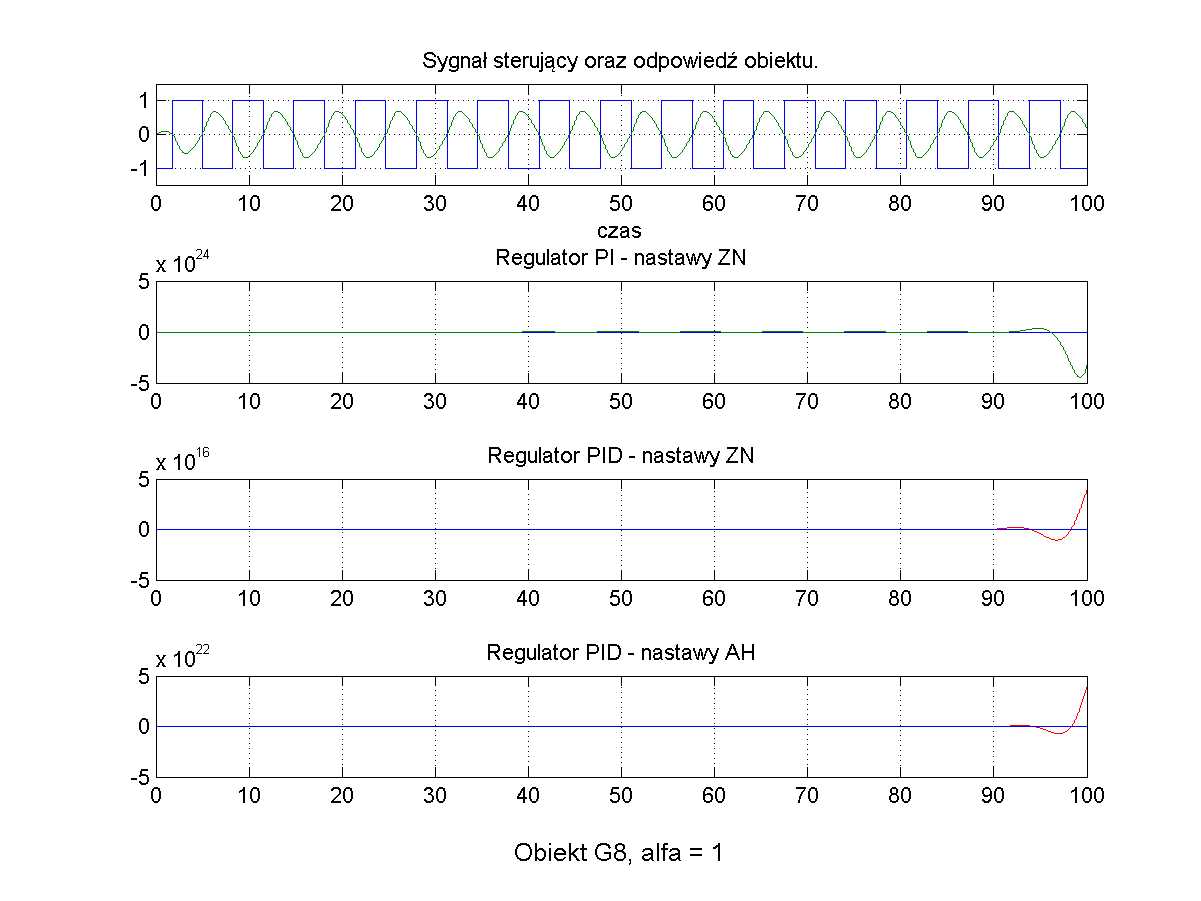 Sygnał sterujący oraz odpowiedź obiektu.
1
0
-1
0 10 20 30 40 50 60 70 80 90 100
czas
Regulator PI - nastawy ZN
x 10^24
5
0
-5
0 10 20 30 40 50 60 70 80 90 100
Regulator PID - nastawy ZN
x 10^16
5
0
-5
0 10 20 30 40 50 60 70 80 90 100
Regulator PID - nastawy AH
x 10^22
5
0
-5
0 10 20 30 40 50 60 70 80 90 100
Obiekt G8, alfa = 1